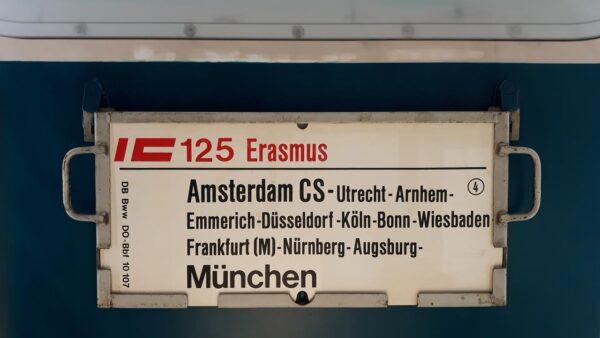 IC 125 Erasmus
Amsterdam CS - Utrecht - Arnhem - ④
Emmerich - Düsseldorf - Köln - Bonn - Wiesbaden
Frankfurt (M) - Nürnberg - Augsburg -
München
DB Bww DO-Bbf 10 107